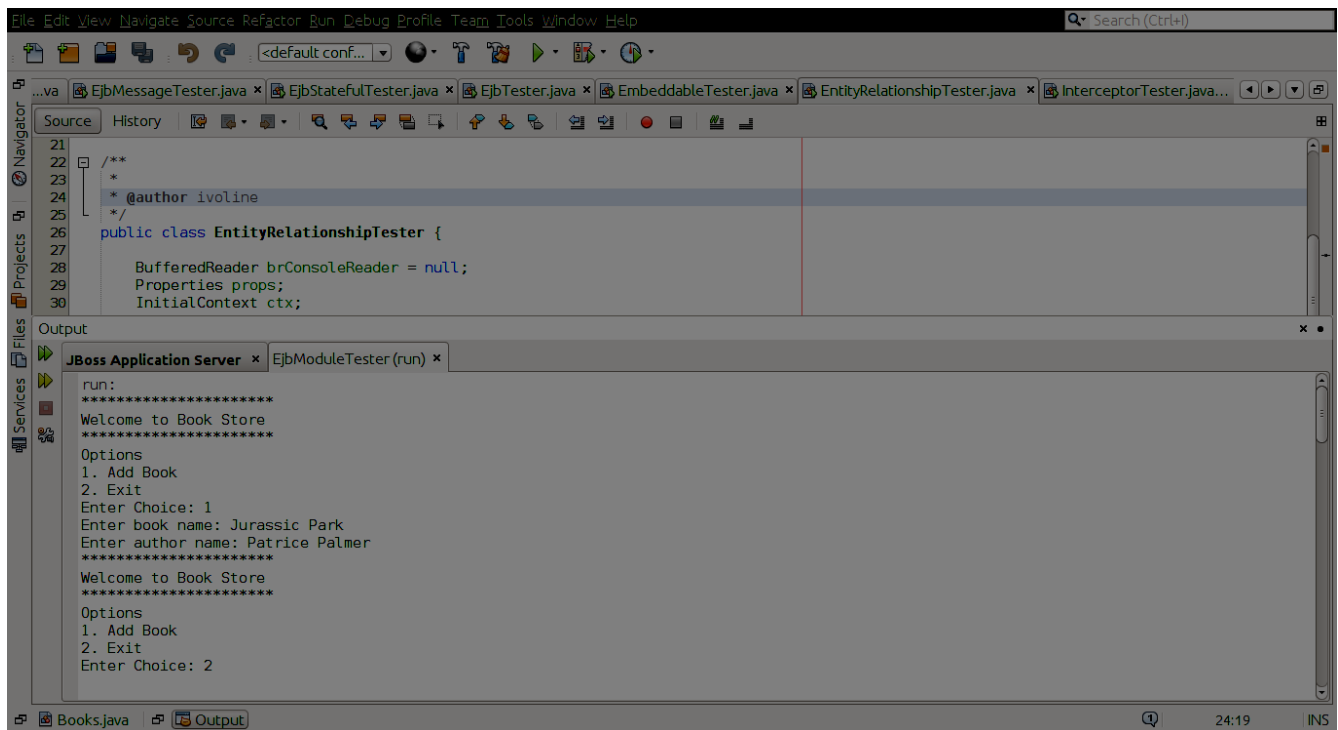 File Edit View Navigate Source Refactor Run Debug Profile Team Tools Window Help Search (Ctrl+I)
<default conf...
...va EjbMessageTester.java EjbStatefulTester.java EjbTester.java EmbeddableTester.java EntityRelationshipTester.java InterceptorTester.java...
Source History
Navigator
Projects
Files
Services
21
22 /**
23 *
24 * @author ivoline
25 */
26 public class EntityRelationshipTester {
27
28 BufferedReader brConsoleReader = null;
29 Properties props;
30 InitialContext ctx;
Output
JBoss Application Server EjbModuleTester (run)
run:
**********************
Welcome to Book Store
**********************
Options
1. Add Book
2. Exit
Enter Choice: 1
Enter book name: Jurassic Park
Enter author name: Patrice Palmer
**********************
Welcome to Book Store
**********************
Options
1. Add Book
2. Exit
Enter Choice: 2
Books.java Output 1 24:19 INS